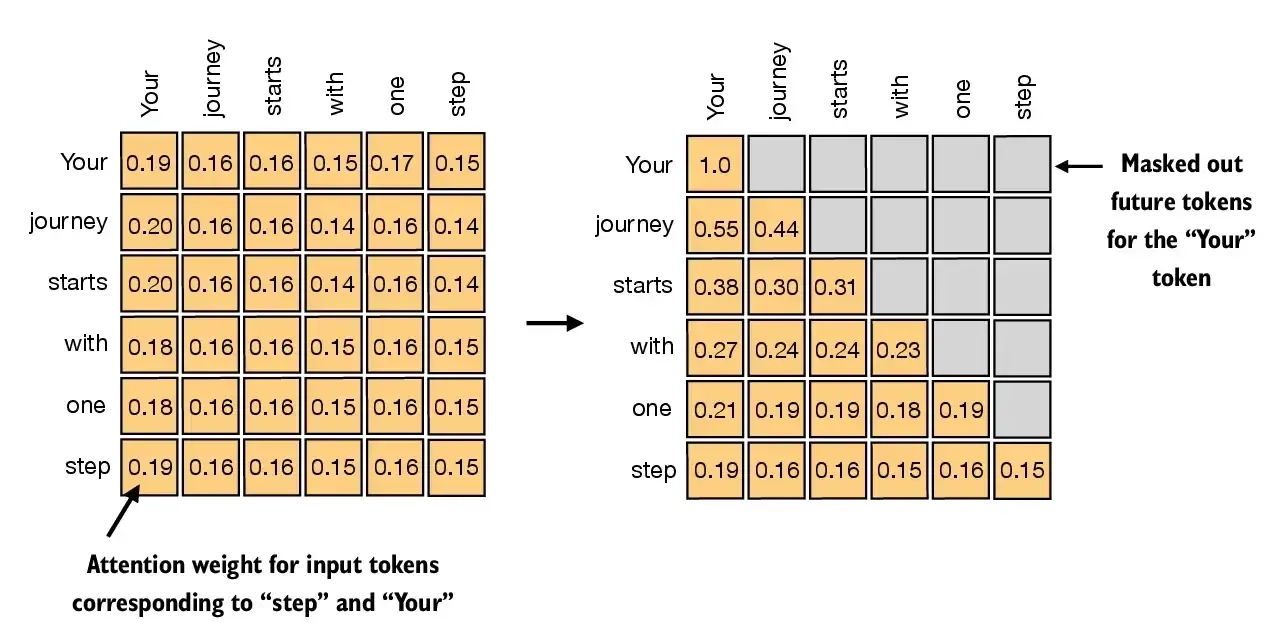 Your journey starts with one step
Your 0.19 0.16 0.16 0.15 0.17 0.15
journey 0.20 0.16 0.16 0.14 0.16 0.14
starts 0.20 0.16 0.16 0.14 0.16 0.14
with 0.18 0.16 0.16 0.15 0.16 0.15
one 0.18 0.16 0.16 0.15 0.16 0.15
step 0.19 0.16 0.16 0.15 0.16 0.15
Attention weight for input tokens
corresponding to “step” and “Your”
Your journey starts with one step
Your 1.0
journey 0.55 0.44
starts 0.38 0.30 0.31
with 0.27 0.24 0.24 0.23
one 0.21 0.19 0.19 0.18 0.19
step 0.19 0.16 0.16 0.15 0.16 0.15
Masked out
future tokens
for the “Your”
token